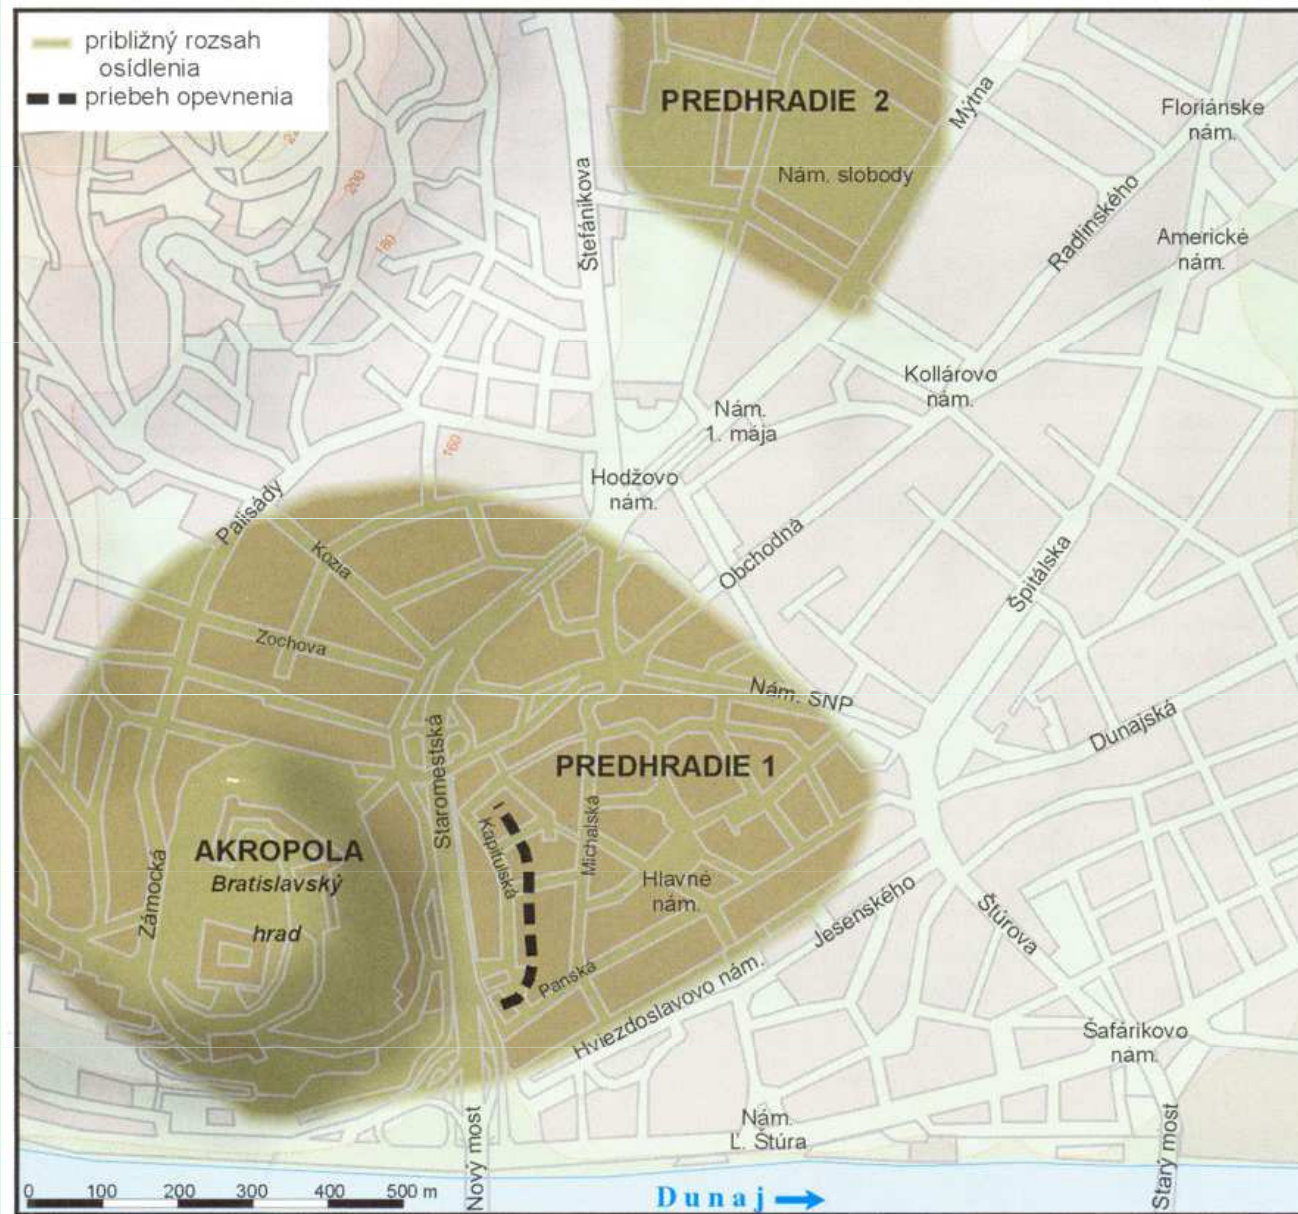 približný rozsah
osídlenia
priebeh opevnenia
PREDHRADIE 2
Nám. slobody
Mýtna
Floriánske
nám.
Štefánikova
Radlinského
Americké
nám.
200
180
160
Kollárovo
nám.
Nám.
1. mája
Hodžovo
nám.
Palisády
Kozia
Obchodná
Špitálska
Zochova
Nám. SNP
Dunajská
Staromestská
PREDHRADIE 1
Kapitulská
Michalská
AKROPOLA
Bratislavský
hrad
Zámocká
Hlavné
nám.
Jesenského
Štúrova
Panská
Hviezdoslavovo nám.
Šafárikovo
nám.
Nám.
Ľ. Štúra
Nový most
Starý most
0 100 200 300 400 500 m
Dunaj